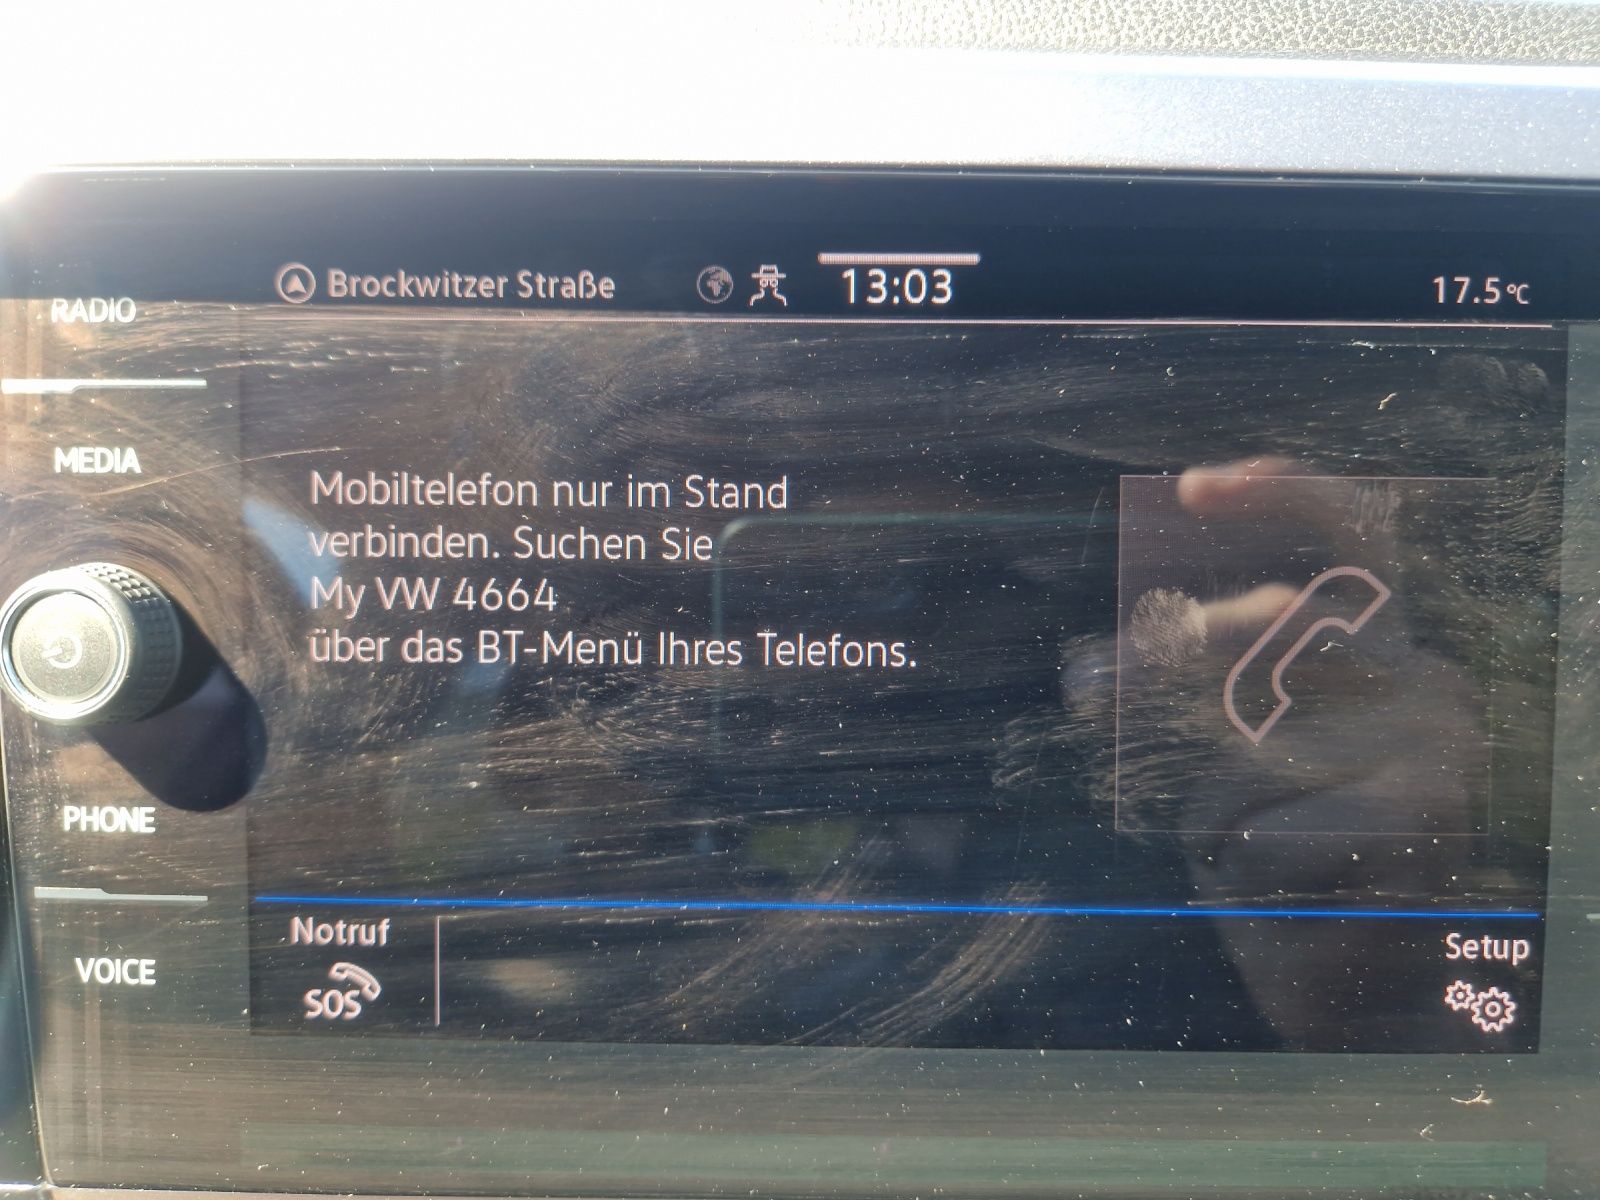 Brockwitzer Straße 13:03 17.5°C
RADIO
MEDIA
Mobiltelefon nur im Stand
verbinden. Suchen Sie
My VW 4664
über das BT-Menü Ihres Telefons.
PHONE
VOICE
Notruf
SOS
Setup